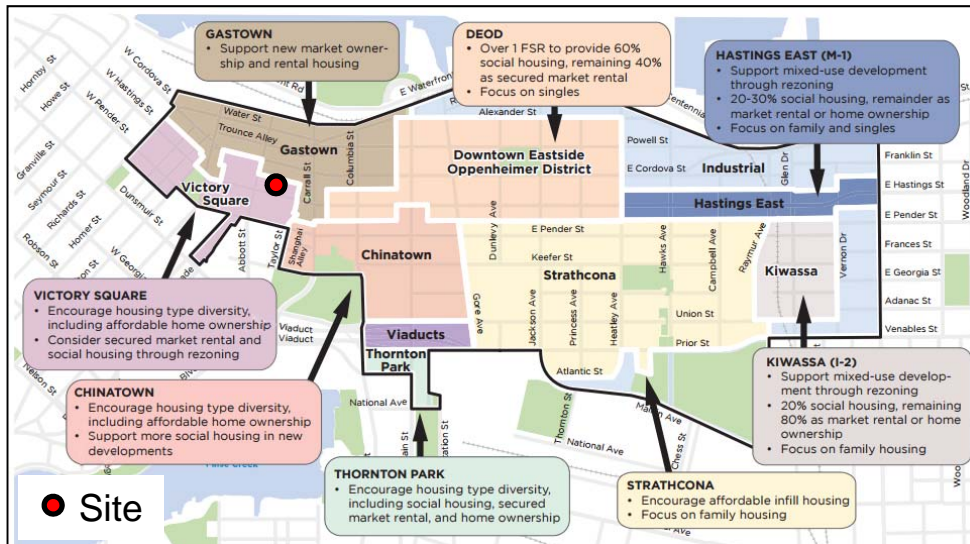 GASTOWN
• Support new market owner-
ship and rental housing
DEOD
• Over 1 FSR to provide 60%
social housing, remaining 40%
as secured market rental
• Focus on singles
HASTINGS EAST (M-1)
• Support mixed-use development
through rezoning
• 20-30% social housing, remainder as
market rental or home ownership
• Focus on family and singles
Hornby St
Howe St
W Cordova St
W Hastings St
W Pender St
Granville St
Seymour St
Richards St
Homer St
Dunsmuir St
Robson St
W Georgia
Nelson St
Water St
Trounce Alley
Gastown
Carrall St
Columbia St
E Waterfront Rd
Alexander St
Downtown Eastside
Oppenheimer District
Powell St
E Cordova St
Industrial
Glen Dr
Franklin St
E Hastings St
Woodland Dr
Hastings East
E Pender St
Victory
Square
Abbott St
Taylor St
Shanghai
Alley
Chinatown
E Pender St
Keefer St
Strathcona
Dunlevy Ave
Gore Ave
Jackson Ave
Princess Ave
Heatley Ave
Hawks Ave
Campbell Ave
Raymur Ave
Union St
Prior St
Kiwassa
Vernon Dr
Frances St
E Georgia St
Adanac St
Venables St
Viaduct
Viaduct
Viaducts
Thornton
Park
Atlantic St
National Ave
Thornton St
National Ave
Chess St
VICTORY SQUARE
• Encourage housing type diversity,
including affordable home ownership
• Consider secured market rental and
social housing through rezoning
CHINATOWN
• Encourage housing type diversity,
including affordable home ownership
• Support more social housing in new
developments
THORNTON PARK
• Encourage housing type diversity,
including social housing, secured
market rental, and home ownership
STRATHCONA
• Encourage affordable infill housing
• Focus on family housing
KIWASSA (I-2)
• Support mixed-use develop-
ment through rezoning
• 20% social housing, remaining
80% as market rental or home
ownership
• Focus on family housing
Site